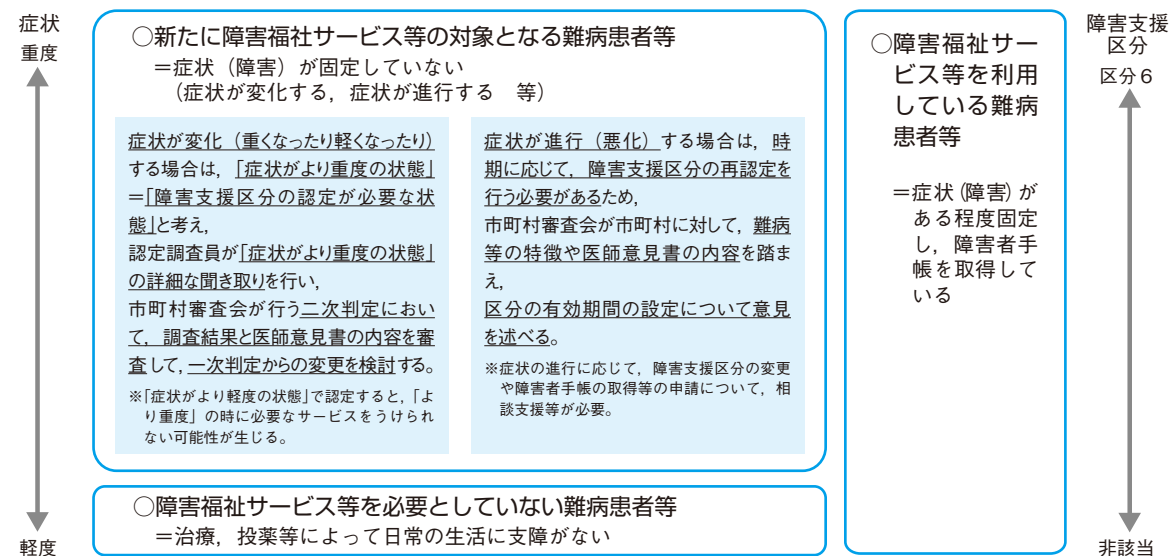 症状
重度
軽度
○新たに障害福社サービス等の対象となる難病患者等
＝症状（障害）が固定していない
（症状が変化する，症状が進行する　等）
症状が変化（重くなったり軽くなったり）
する場合は，「症状がより重度の状態」
＝「障害支援区分の認定が必要な状
態」と考え，
認定調査員が「症状がより重度の状態」
の詳細な聞き取りを行い，
市町村審査会が行う二次判定におい
て，調査結果と医師意見書の内容を審
査して，一次判定からの変更を検討する。
※「症状がより軽度の状態」で認定すると，「よ
り重度」の時に必要なサービスをうけられ
ない可能性が生じる。
症状が進行（悪化）する場合は，時
期に応じて，障害支援区分の再認定を
行う必要があるため，
市町村審査会が市町村に対して，難病
等の特徴や医師意見書の内容を踏ま
え，
区分の有効期間の設定について意見
を述べる。
※症状の進行に応じて，障害支援区分の変更
や障害者手帳の取得等の申請について，相
談支援等が必要。
○障害福祉サービス等を必要としていない難病患者等
＝治療，投薬等によって日常の生活に支障がない
○障害福祉サー
ビス等を利用
している難病
患者等
＝症状（障害）が
ある程度固定
し，障害者手
帳を取得して
いる
障害支援
区分
区分６
非該当